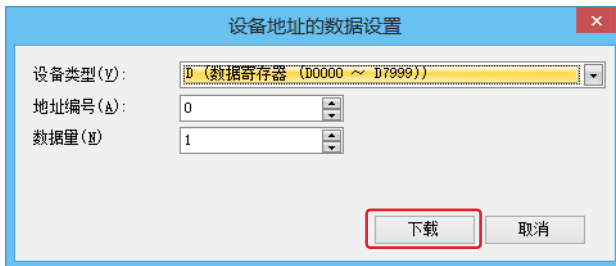 设备地址的数据设置
设备类型(V): D (数据寄存器 (D0000 ～ D7999))
地址编号(A): 0
数据量(N) 1
下载 取消